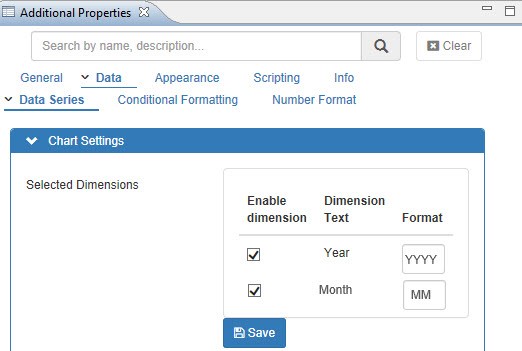 Additional Properties
Search by name, description...
Clear
General Data Appearance Scripting Info
Data Series Conditional Formatting Number Format
Chart Settings
Selected Dimensions
Enable dimension Dimension Text Format
Year YYYY
Month MM
Save